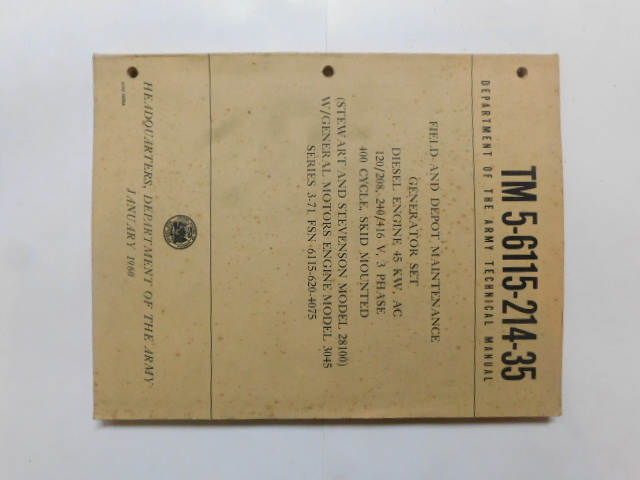 TM 5-6115-214-35
DEPARTMENT OF THE ARMY TECHNICAL MANUAL
FIELD AND DEPOT MAINTENANCE
GENERATOR SET
DIESEL ENGINE, 45 KW, AC
120/208, 240/416 V, 3 PHASE
400 CYCLE, SKID MOUNTED
(STEWART AND STEVENSON MODEL 28100)
W/GENERAL MOTORS ENGINE MODEL 3045
SERIES 3-71 FSN 6115-620-4075
HEADQUARTERS, DEPARTMENT OF THE ARMY
JANUARY 1960